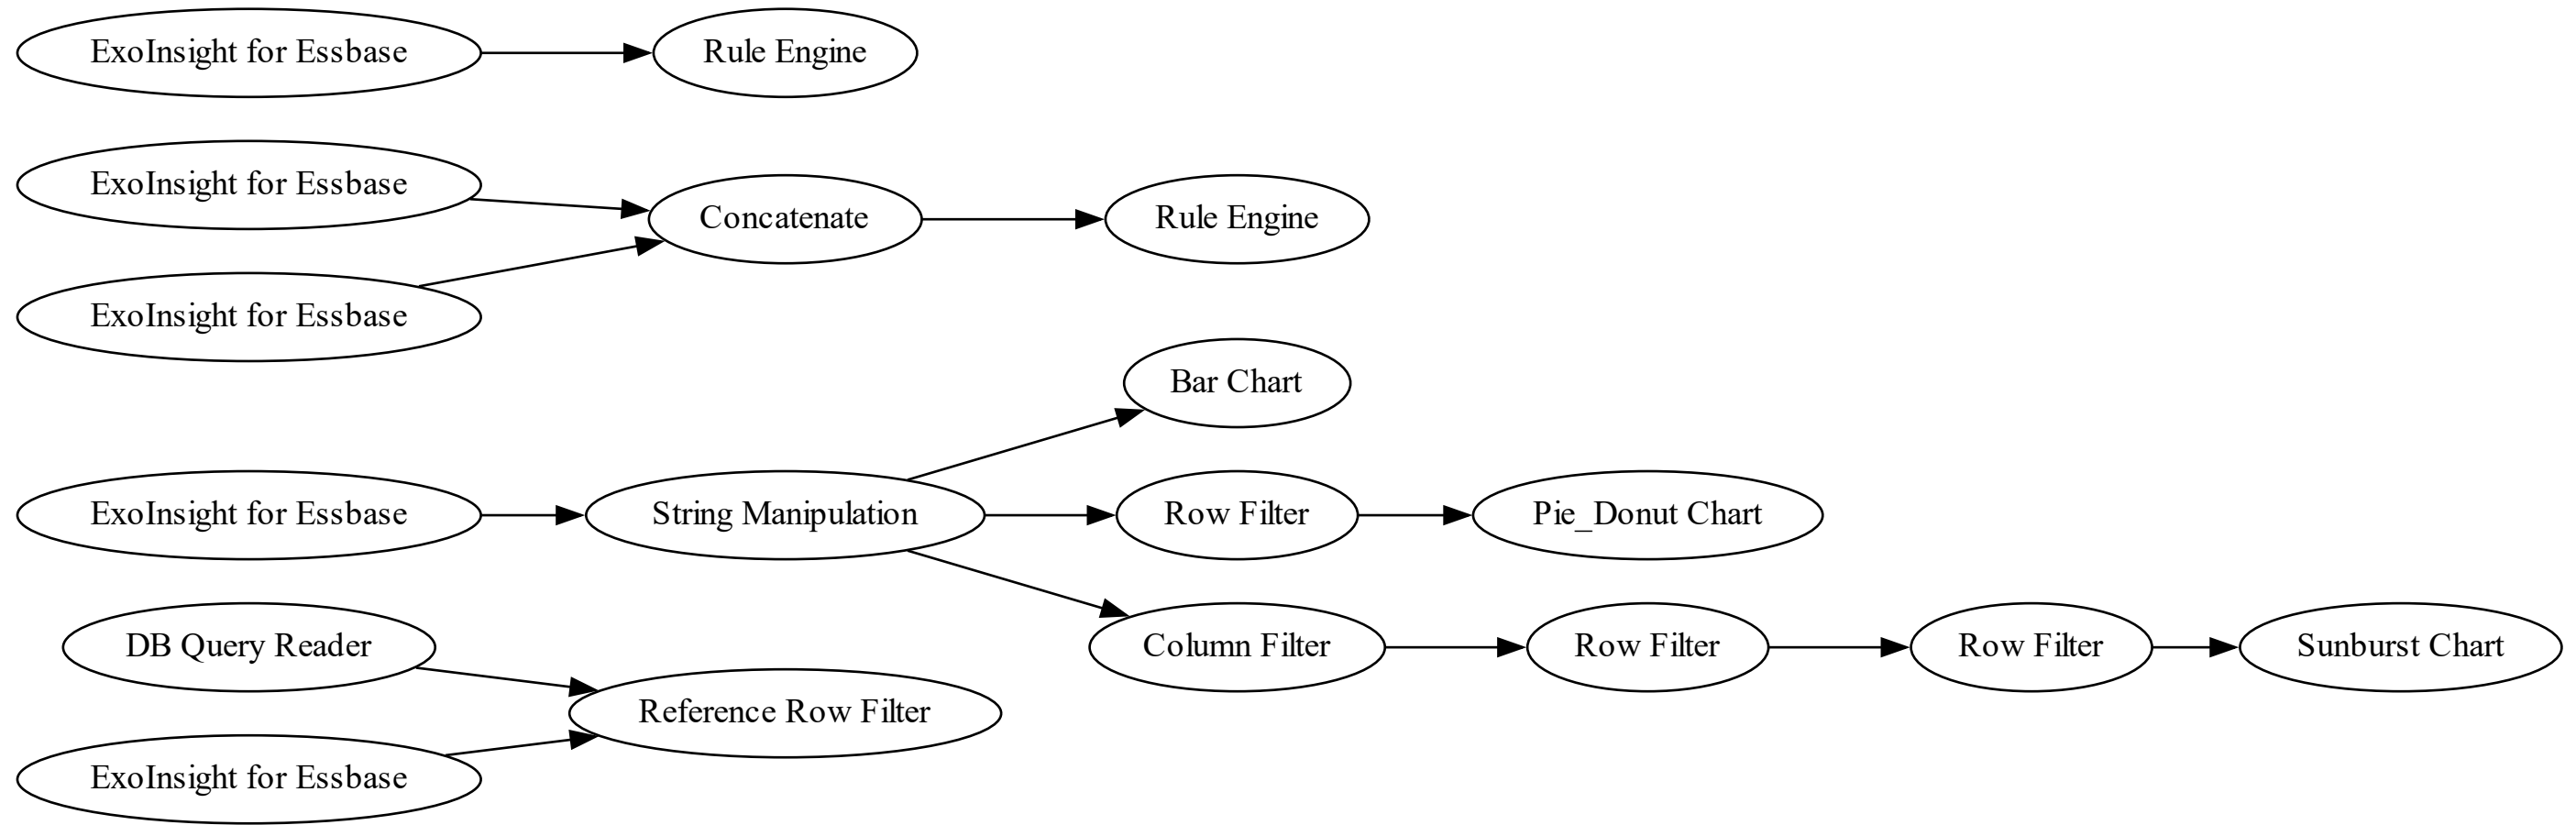 ExoInsight for Essbase
Rule Engine
ExoInsight for Essbase
Concatenate
Rule Engine
ExoInsight for Essbase
Bar Chart
ExoInsight for Essbase
String Manipulation
Row Filter
Pie_Donut Chart
DB Query Reader
Column Filter
Row Filter
Row Filter
Sunburst Chart
Reference Row Filter
ExoInsight for Essbase